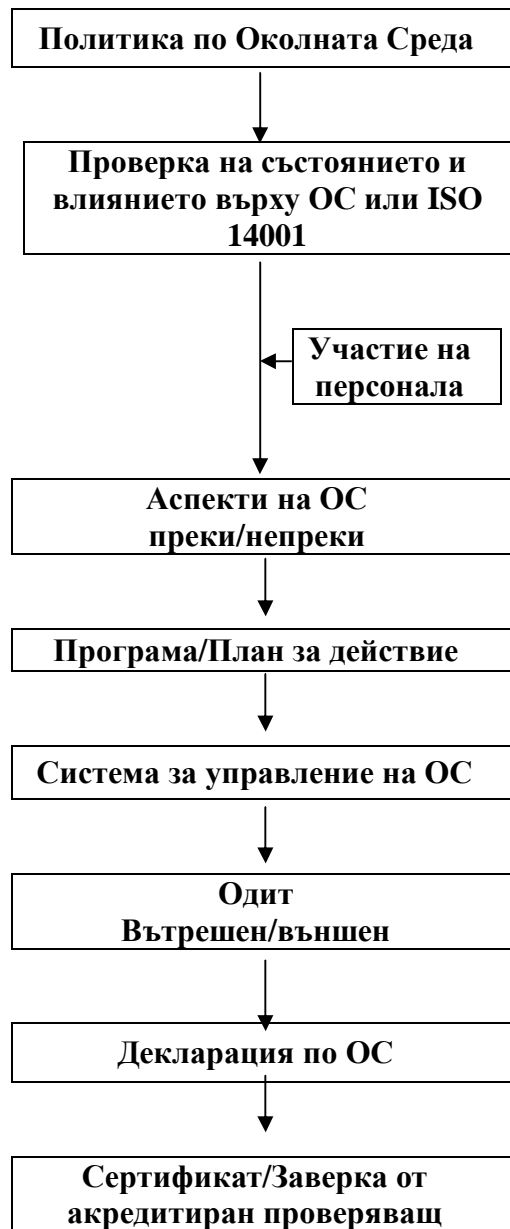 Политика по Околната Среда
Проверка на състоянието и
влиянието върху ОС или ISO
14001
Участие на
персонала
Аспекти на ОС
преки/непреки
Програма/План за действие
Система за управление на ОС
Одит
Вътрешен/външен
Декларация по ОС
Сертификат/Заверка от
акредитиран проверяващ